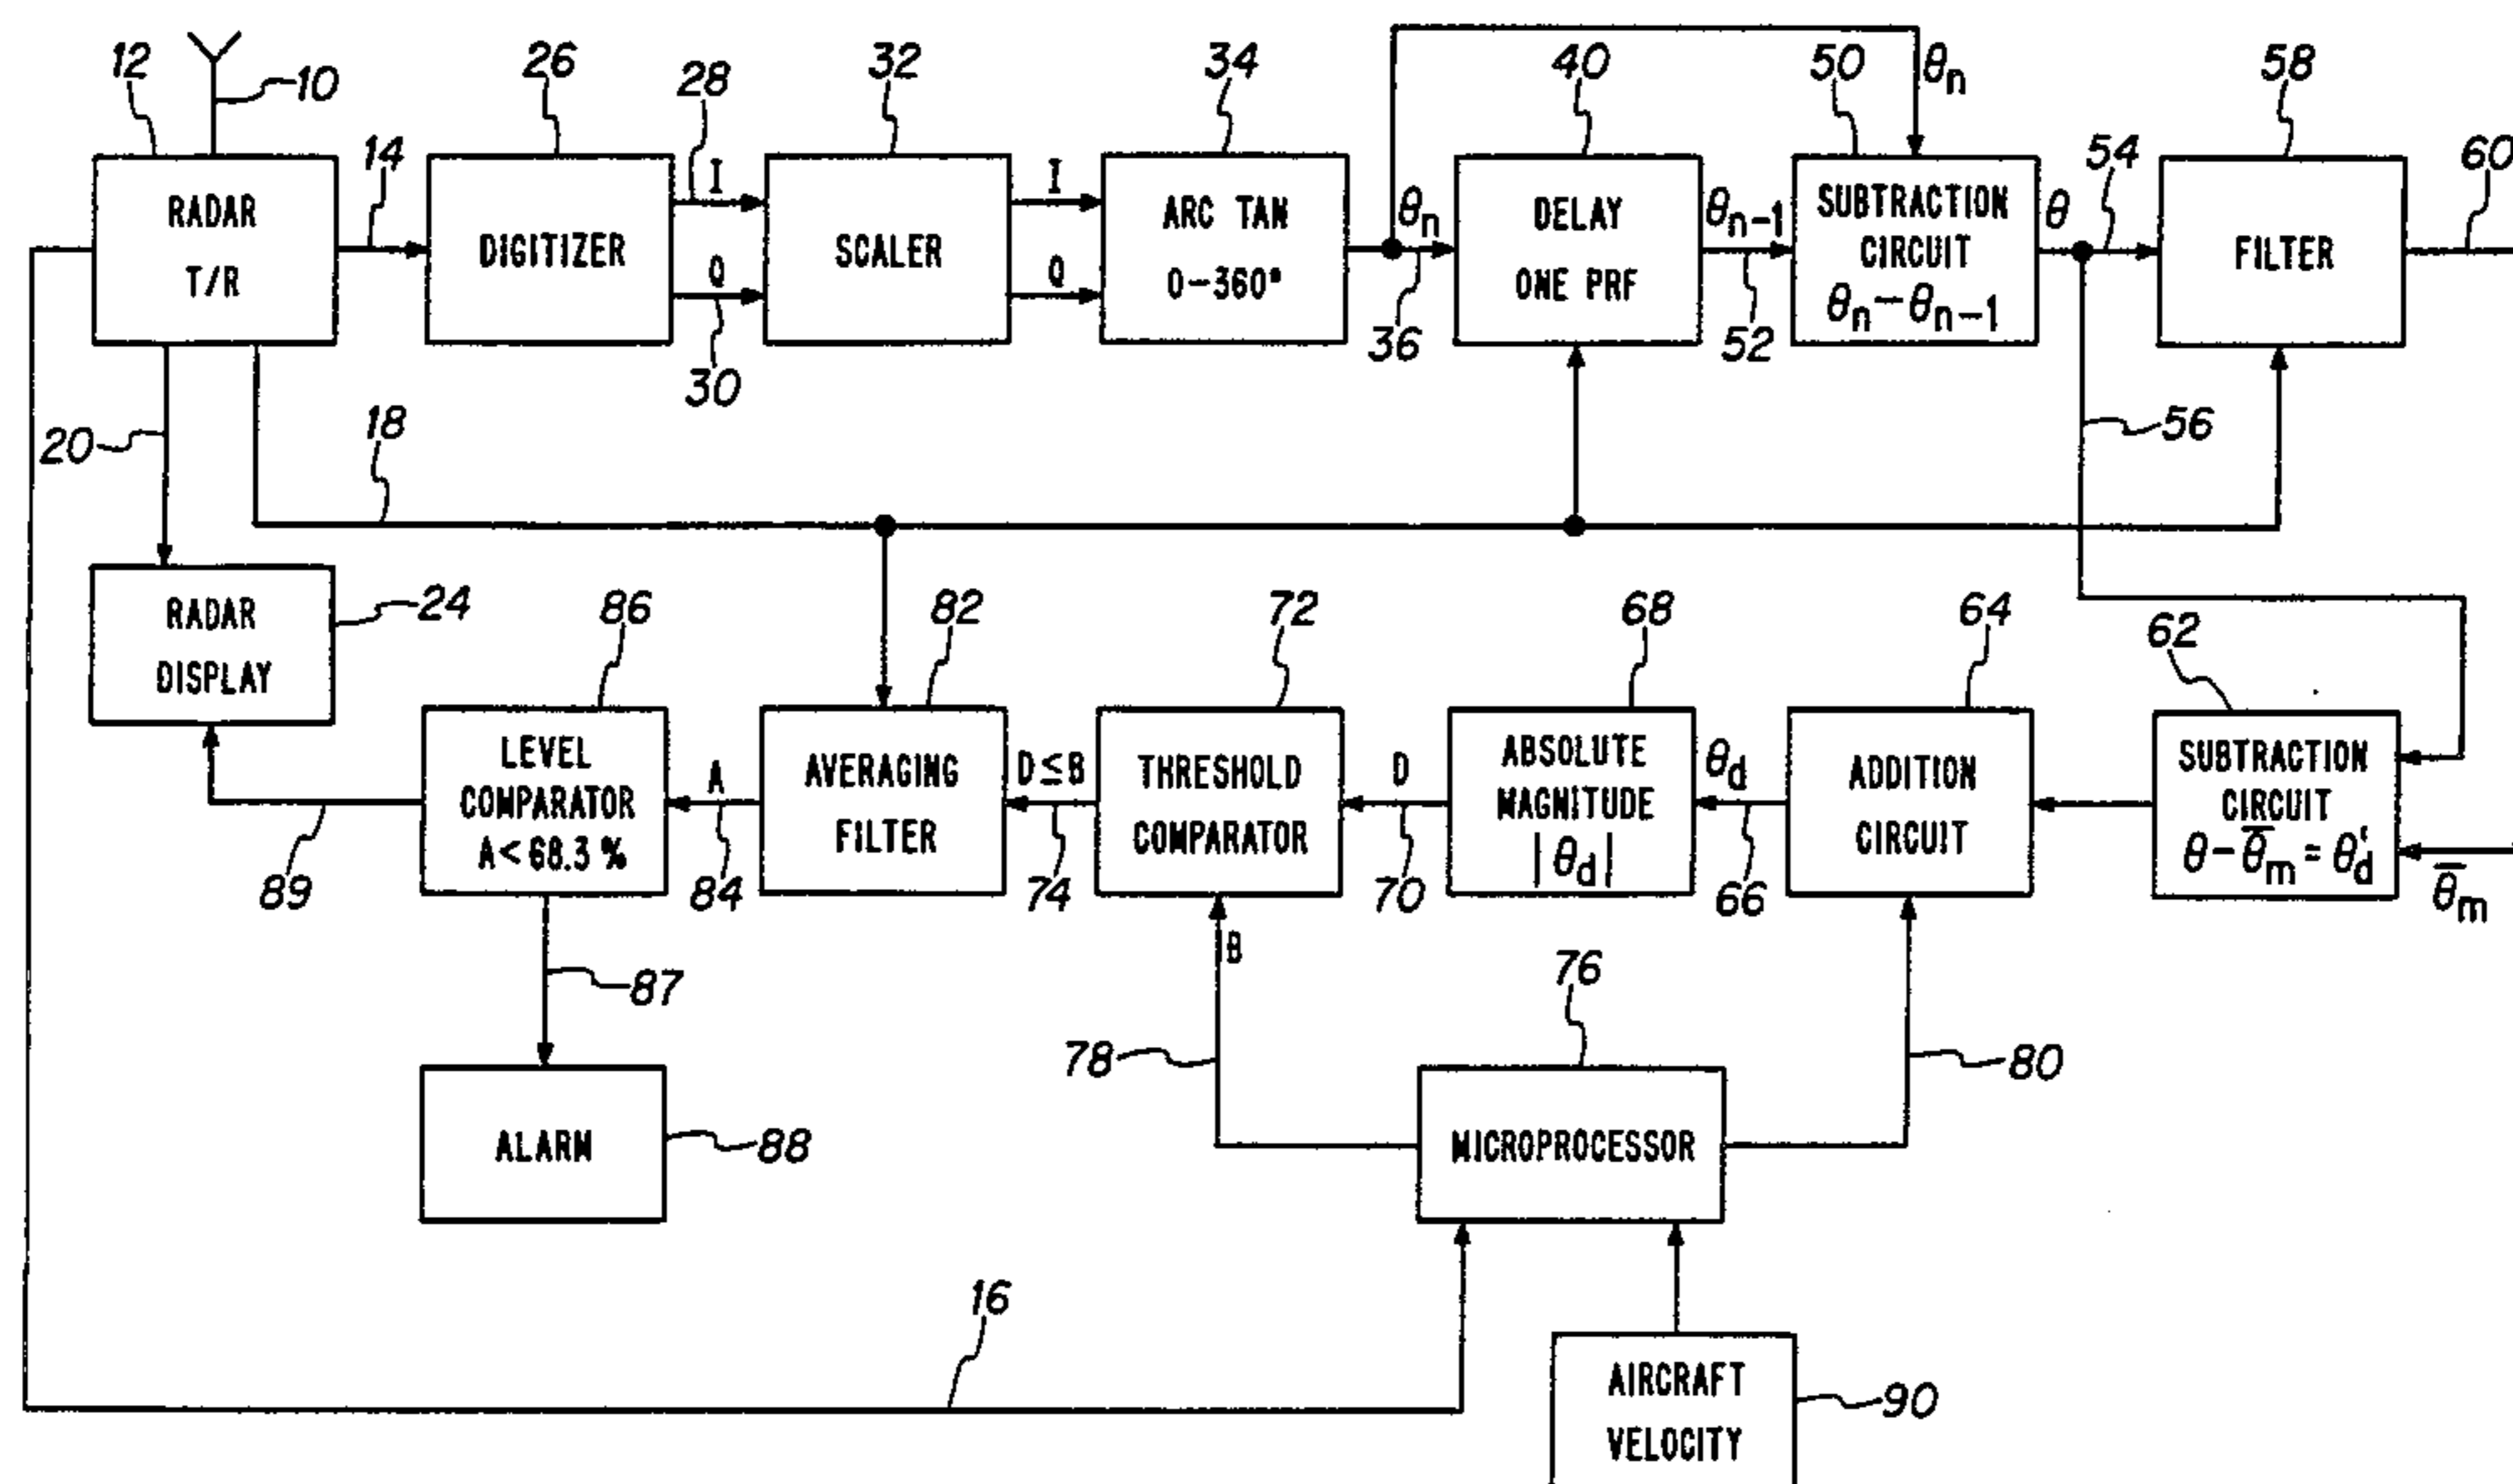 12
10
14
26
28
32
34
40
50
θn
58
60
RADAR
T/R
DIGITIZER
I
Q
30
SCALER
I
Q
ARC TAN
0-360°
θn
36
DELAY
ONE PRF
θn-1
52
SUBTRACTION
CIRCUIT
θn-θn-1
θ
54
FILTER
20
18
56
RADAR
DISPLAY
24
86
82
72
68
64
62
LEVEL
COMPARATOR
A<68.3%
A
84
AVERAGING
FILTER
D≤B
74
THRESHOLD
COMPARATOR
D
70
ABSOLUTE
MAGNITUDE
|θd|
θd
66
ADDITION
CIRCUIT
SUBTRACTION
CIRCUIT
θ-θ̅m=θd'
θ̅m
89
B
87
76
78
80
ALARM
88
MICROPROCESSOR
16
AIRCRAFT
VELOCITY
90